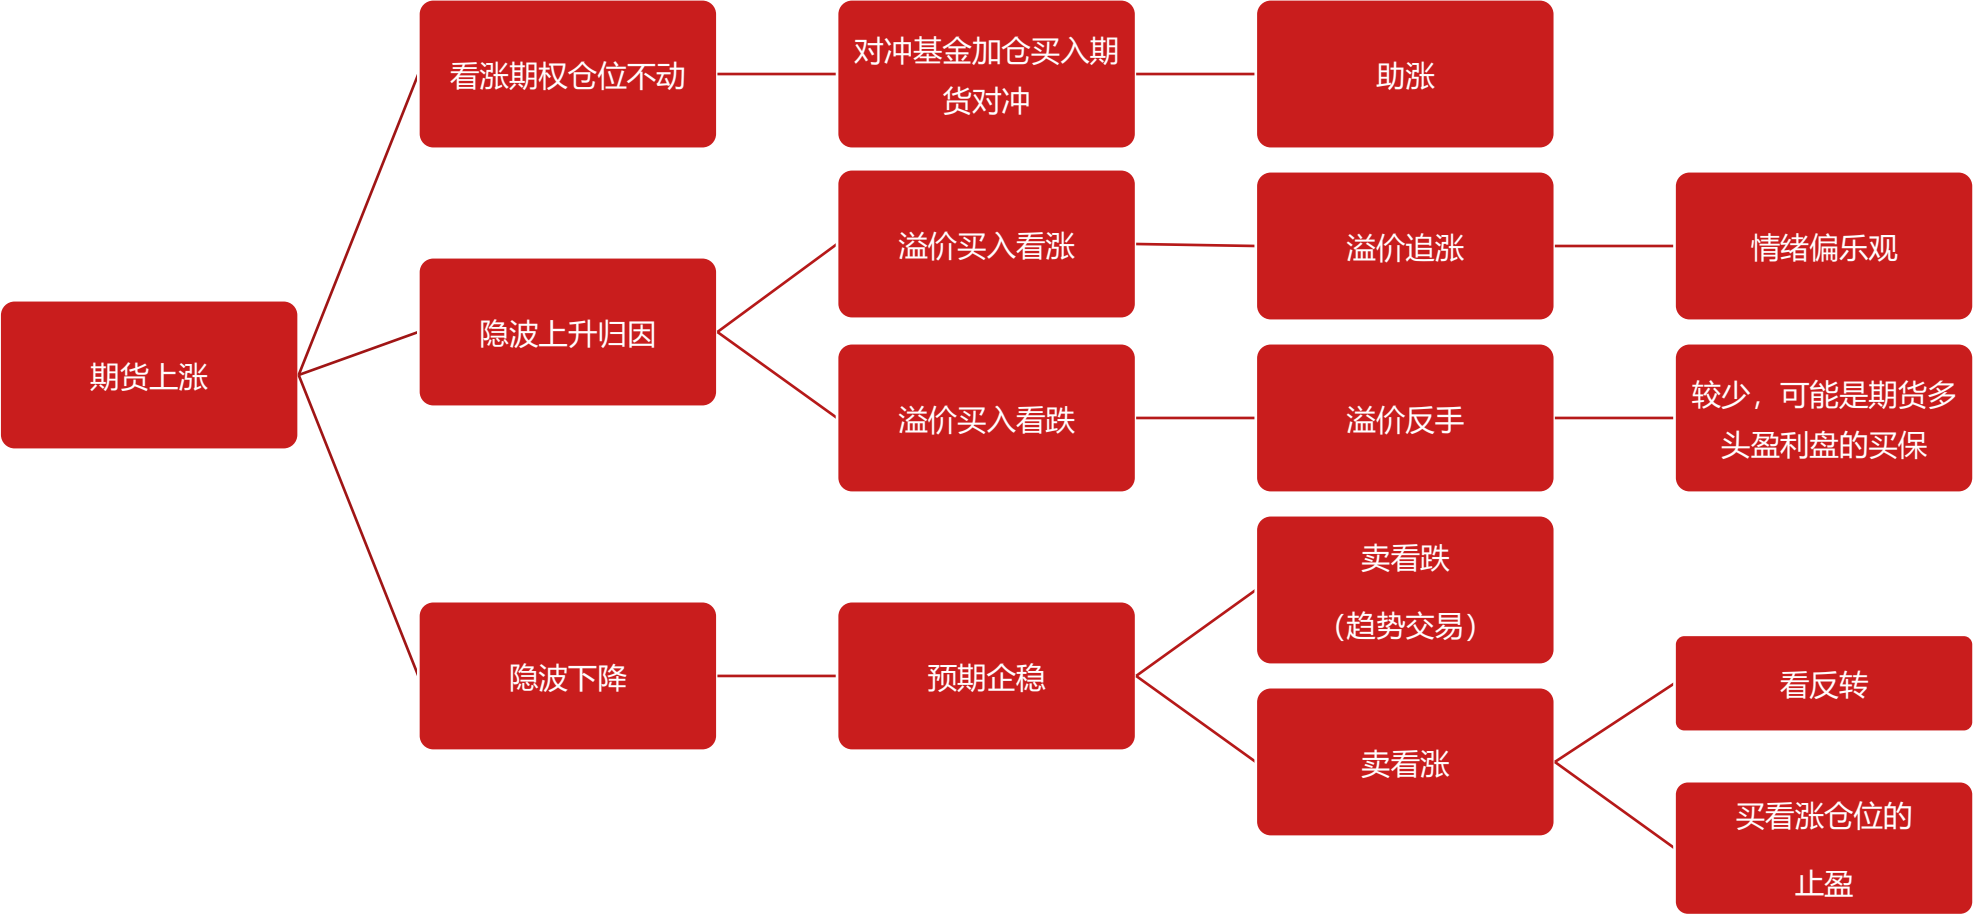 看涨期权仓位不动
对冲基金加仓买入期
货对冲
助涨
溢价买入看涨
溢价追涨
情绪偏乐观
隐波上升归因
期货上涨
溢价买入看跌
溢价反手
较少，可能是期货多
头盈利盘的买保
卖看跌
（趋势交易）
隐波下降
预期企稳
看反转
卖看涨
买看涨仓位的
止盈